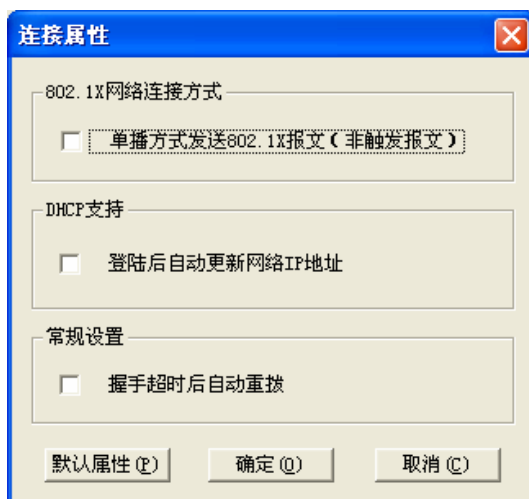 连接属性
802.1X网络连接方式
单播方式发送802.1X报文(非触发报文)
DHCP支持
登陆后自动更新网络IP地址
常规设置
握手超时后自动重拨
默认属性(P) 确定(O) 取消(C)